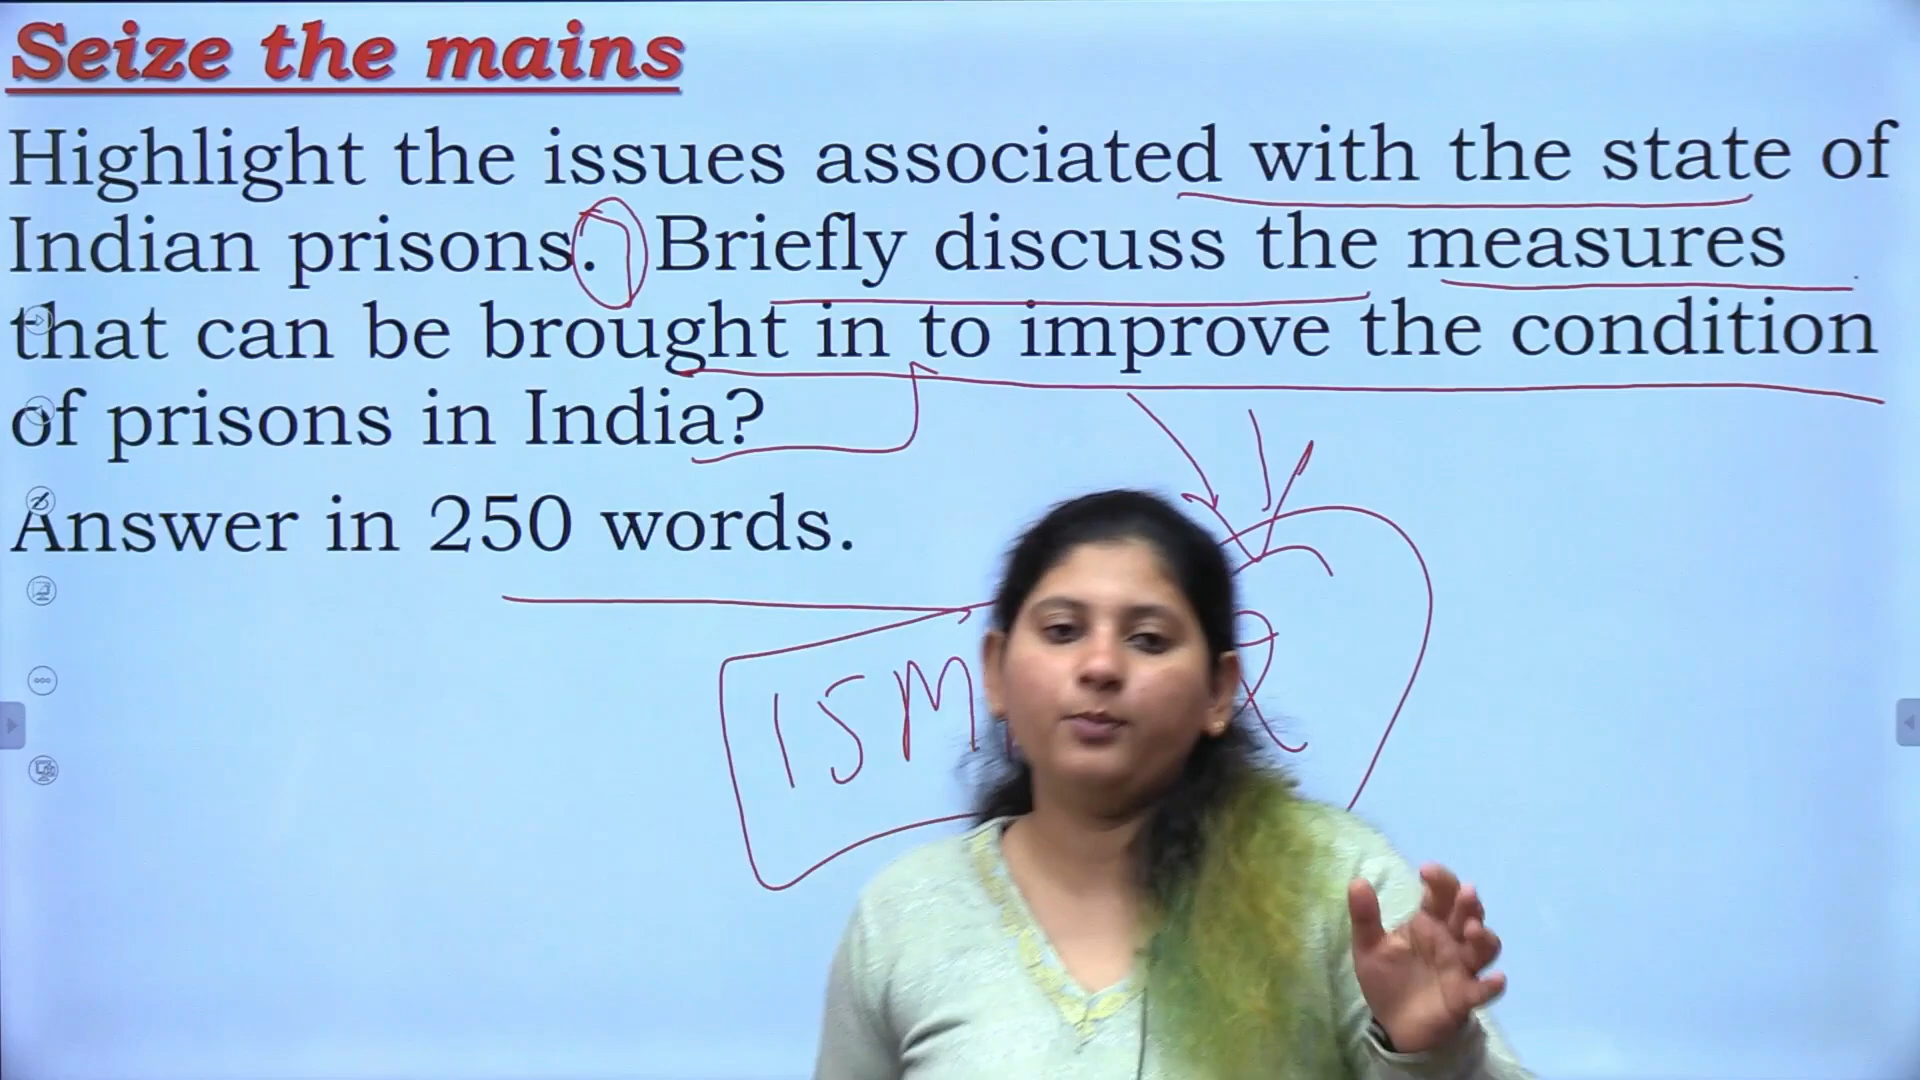 Seize the mains
Highlight the issues associated with the state of
Indian prisons. Briefly discuss the measures
that can be brought in to improve the condition
of prisons in India?
Answer in 250 words.